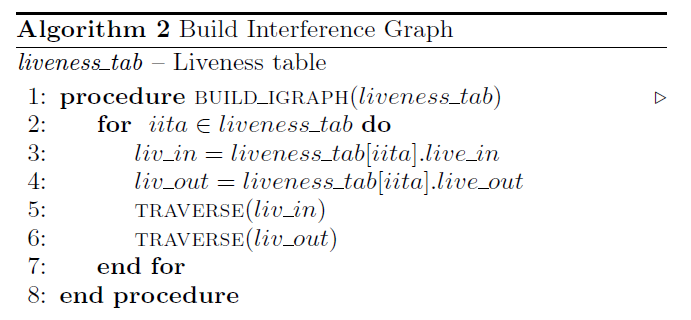 Algorithm 2 Build Interference Graph
liveness_tab – Liveness table
1: procedure BUILD_IGRAPH(liveness_tab) ▷
2: for iita ∈ liveness_tab do
3: liv_in = liveness_tab[iita].live_in
4: liv_out = liveness_tab[iita].live_out
5: TRAVERSE(liv_in)
6: TRAVERSE(liv_out)
7: end for
8: end procedure